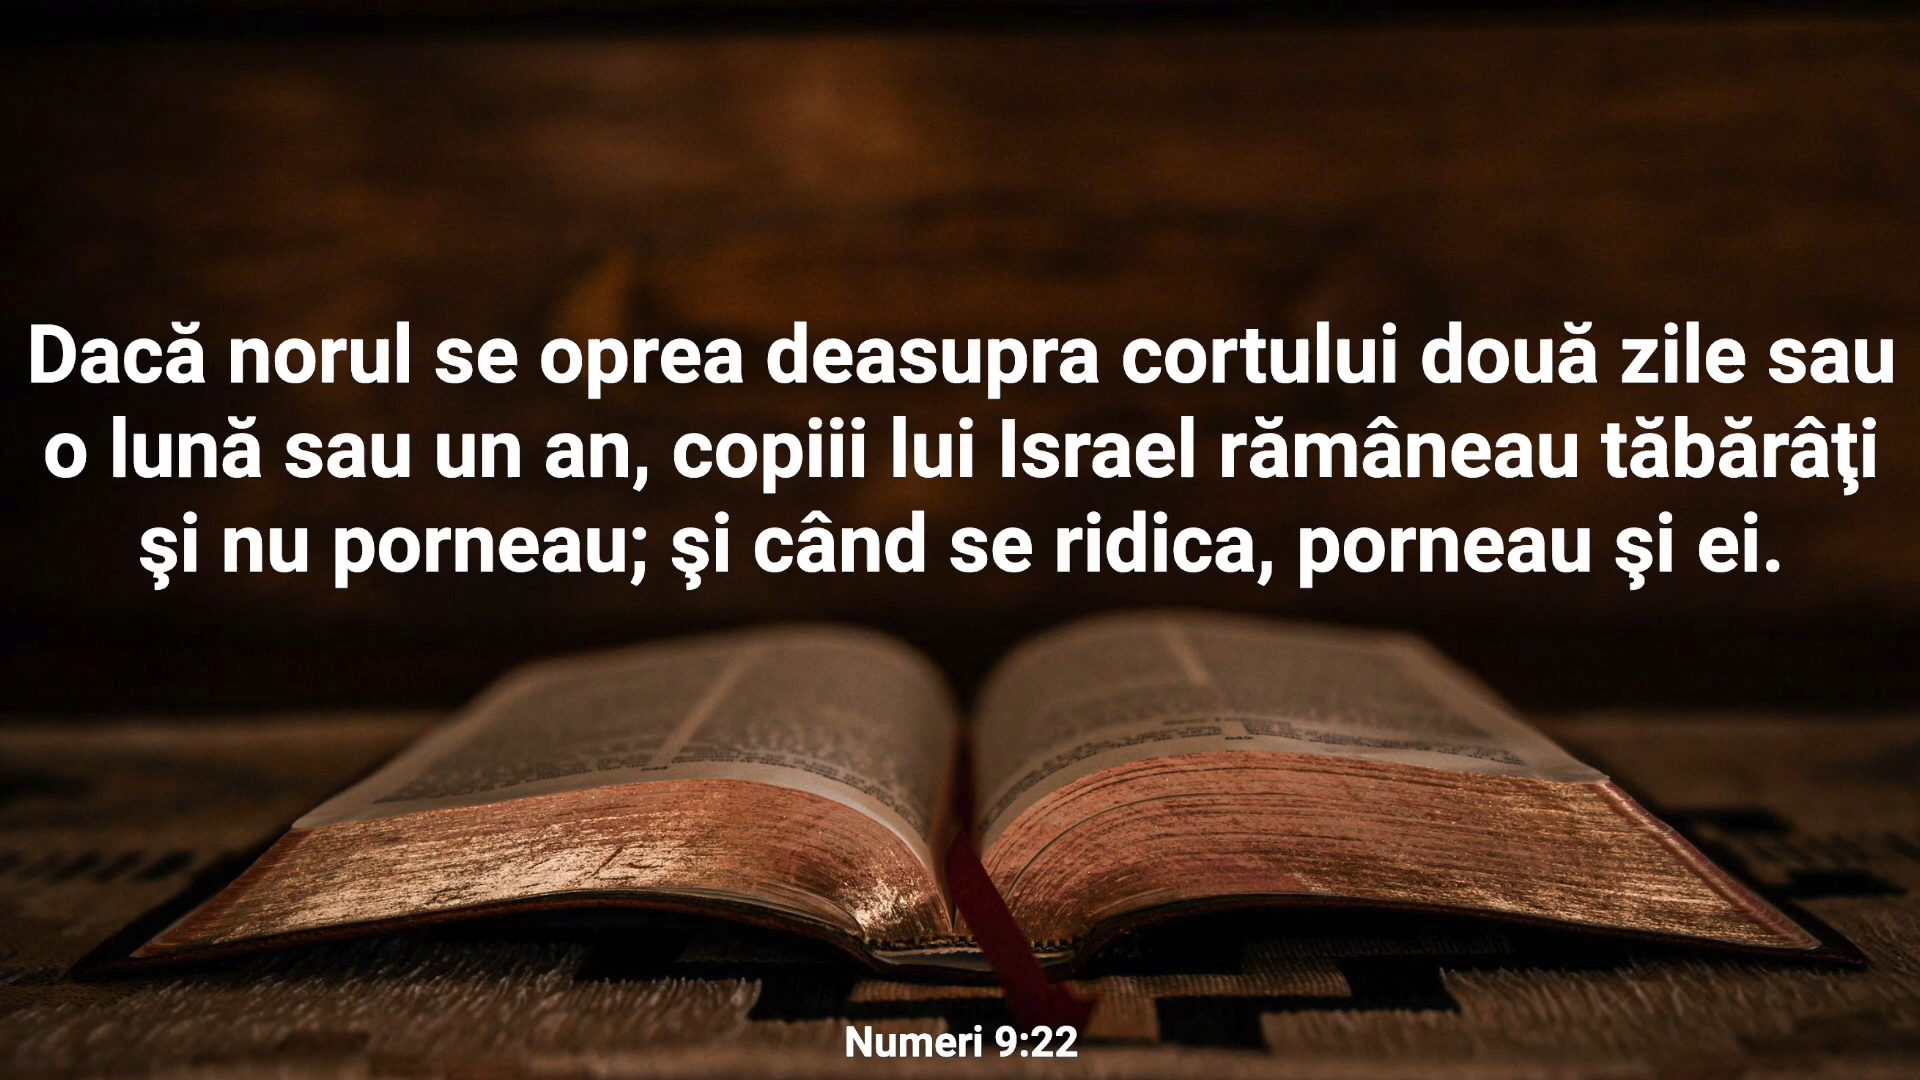 Dacă norul se oprea deasupra cortului două zile sau
o lună sau un an, copiii lui Israel rămâneau tăbărâţi
şi nu porneau; şi când se ridica, porneau şi ei.
Numeri 9:22